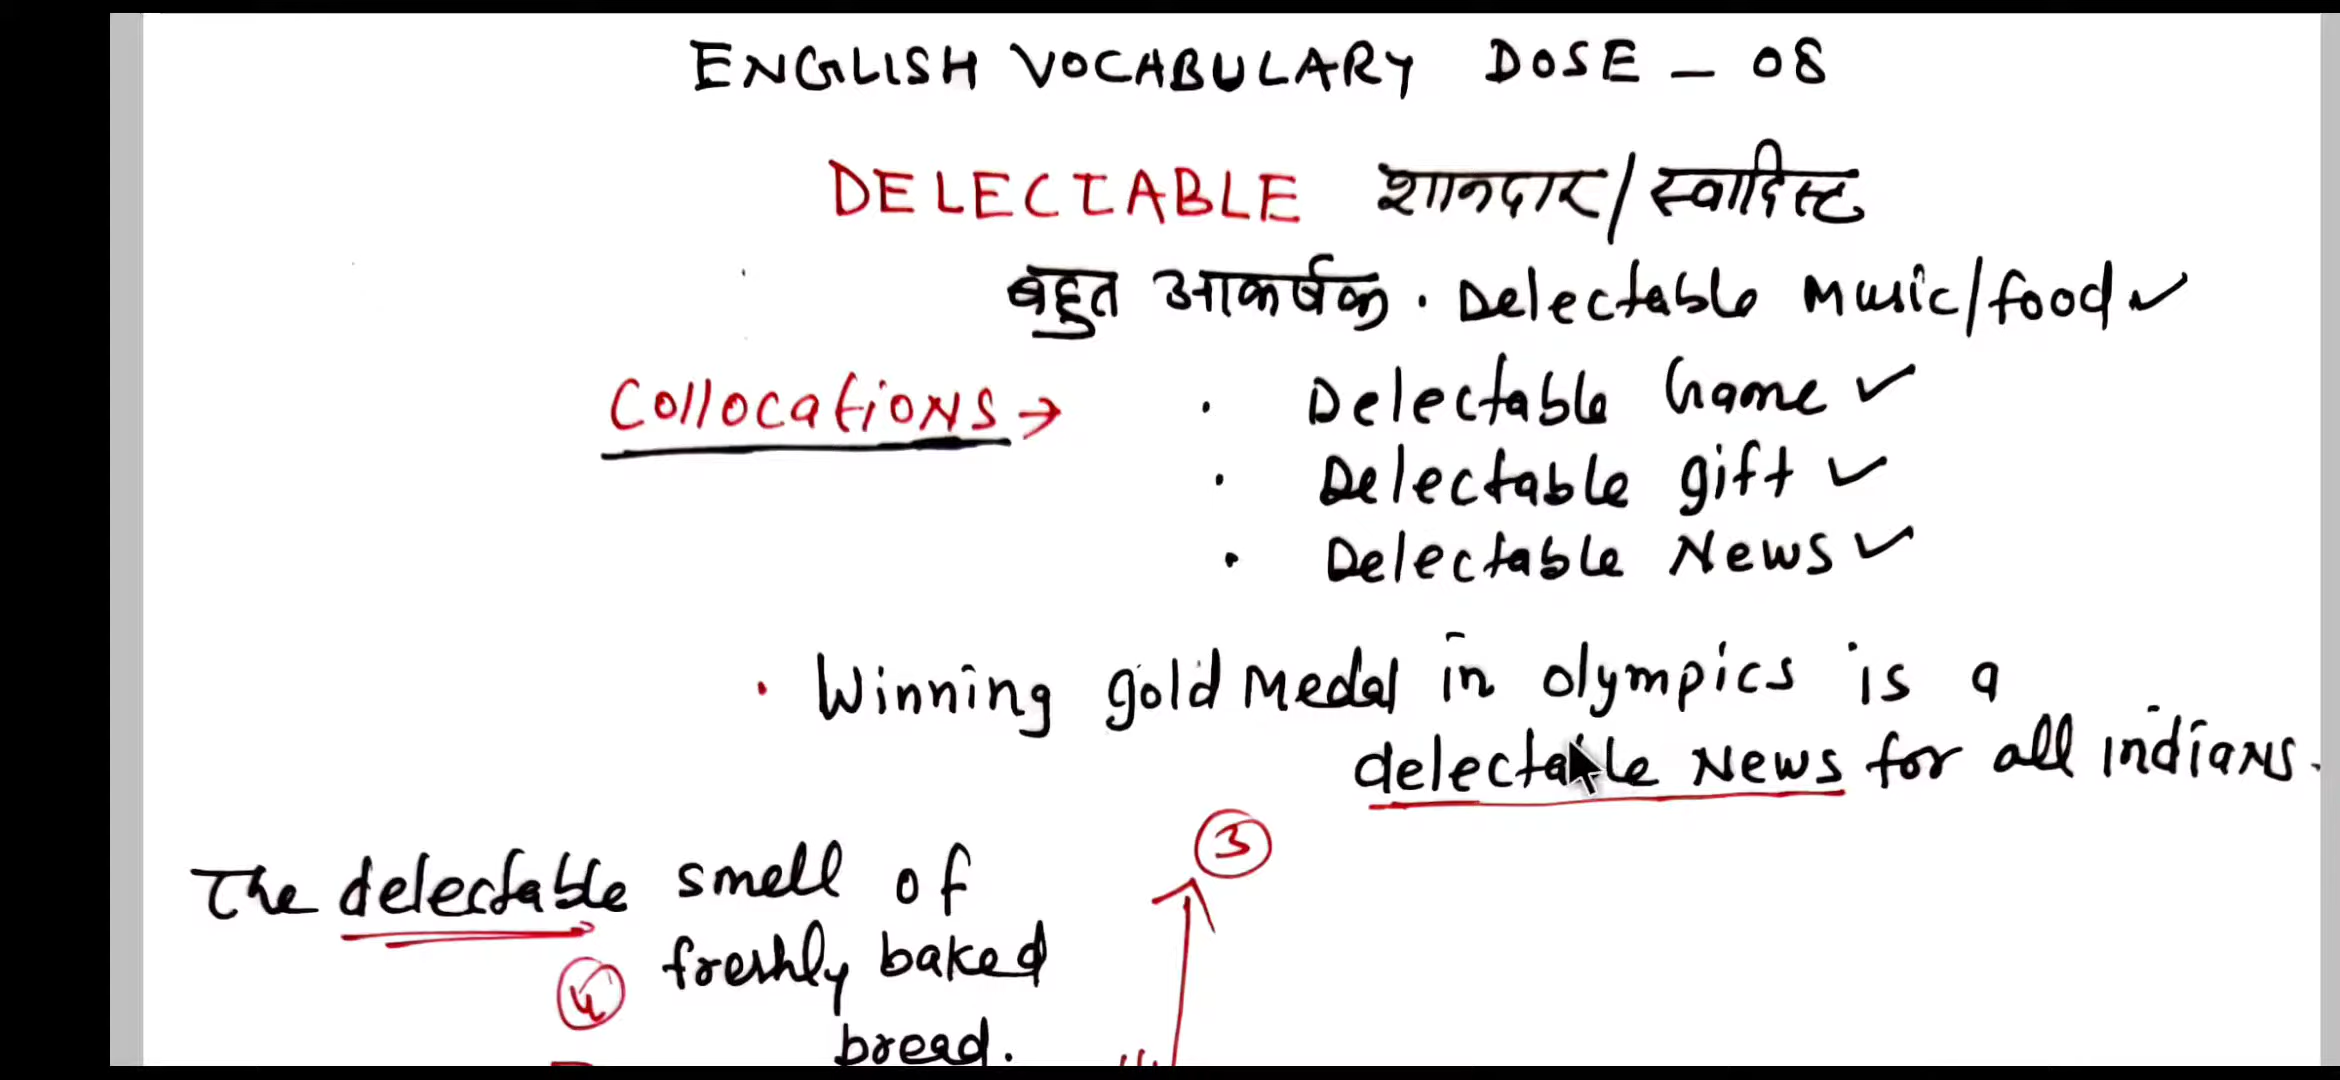 ENGLISH VOCABULARY DOSE - 08
DELECTABLE शानदार/स्वादिस्ट
बहुत आकर्षक . Delectable Music/food ✓
Collocations → . Delectable Game ✓
. Delectable gift ✓
. Delectable News ✓
. Winning gold Medal in olympics is a
delectable News for all indians.
3
The delectable smell of
4 freshly baked
bread.